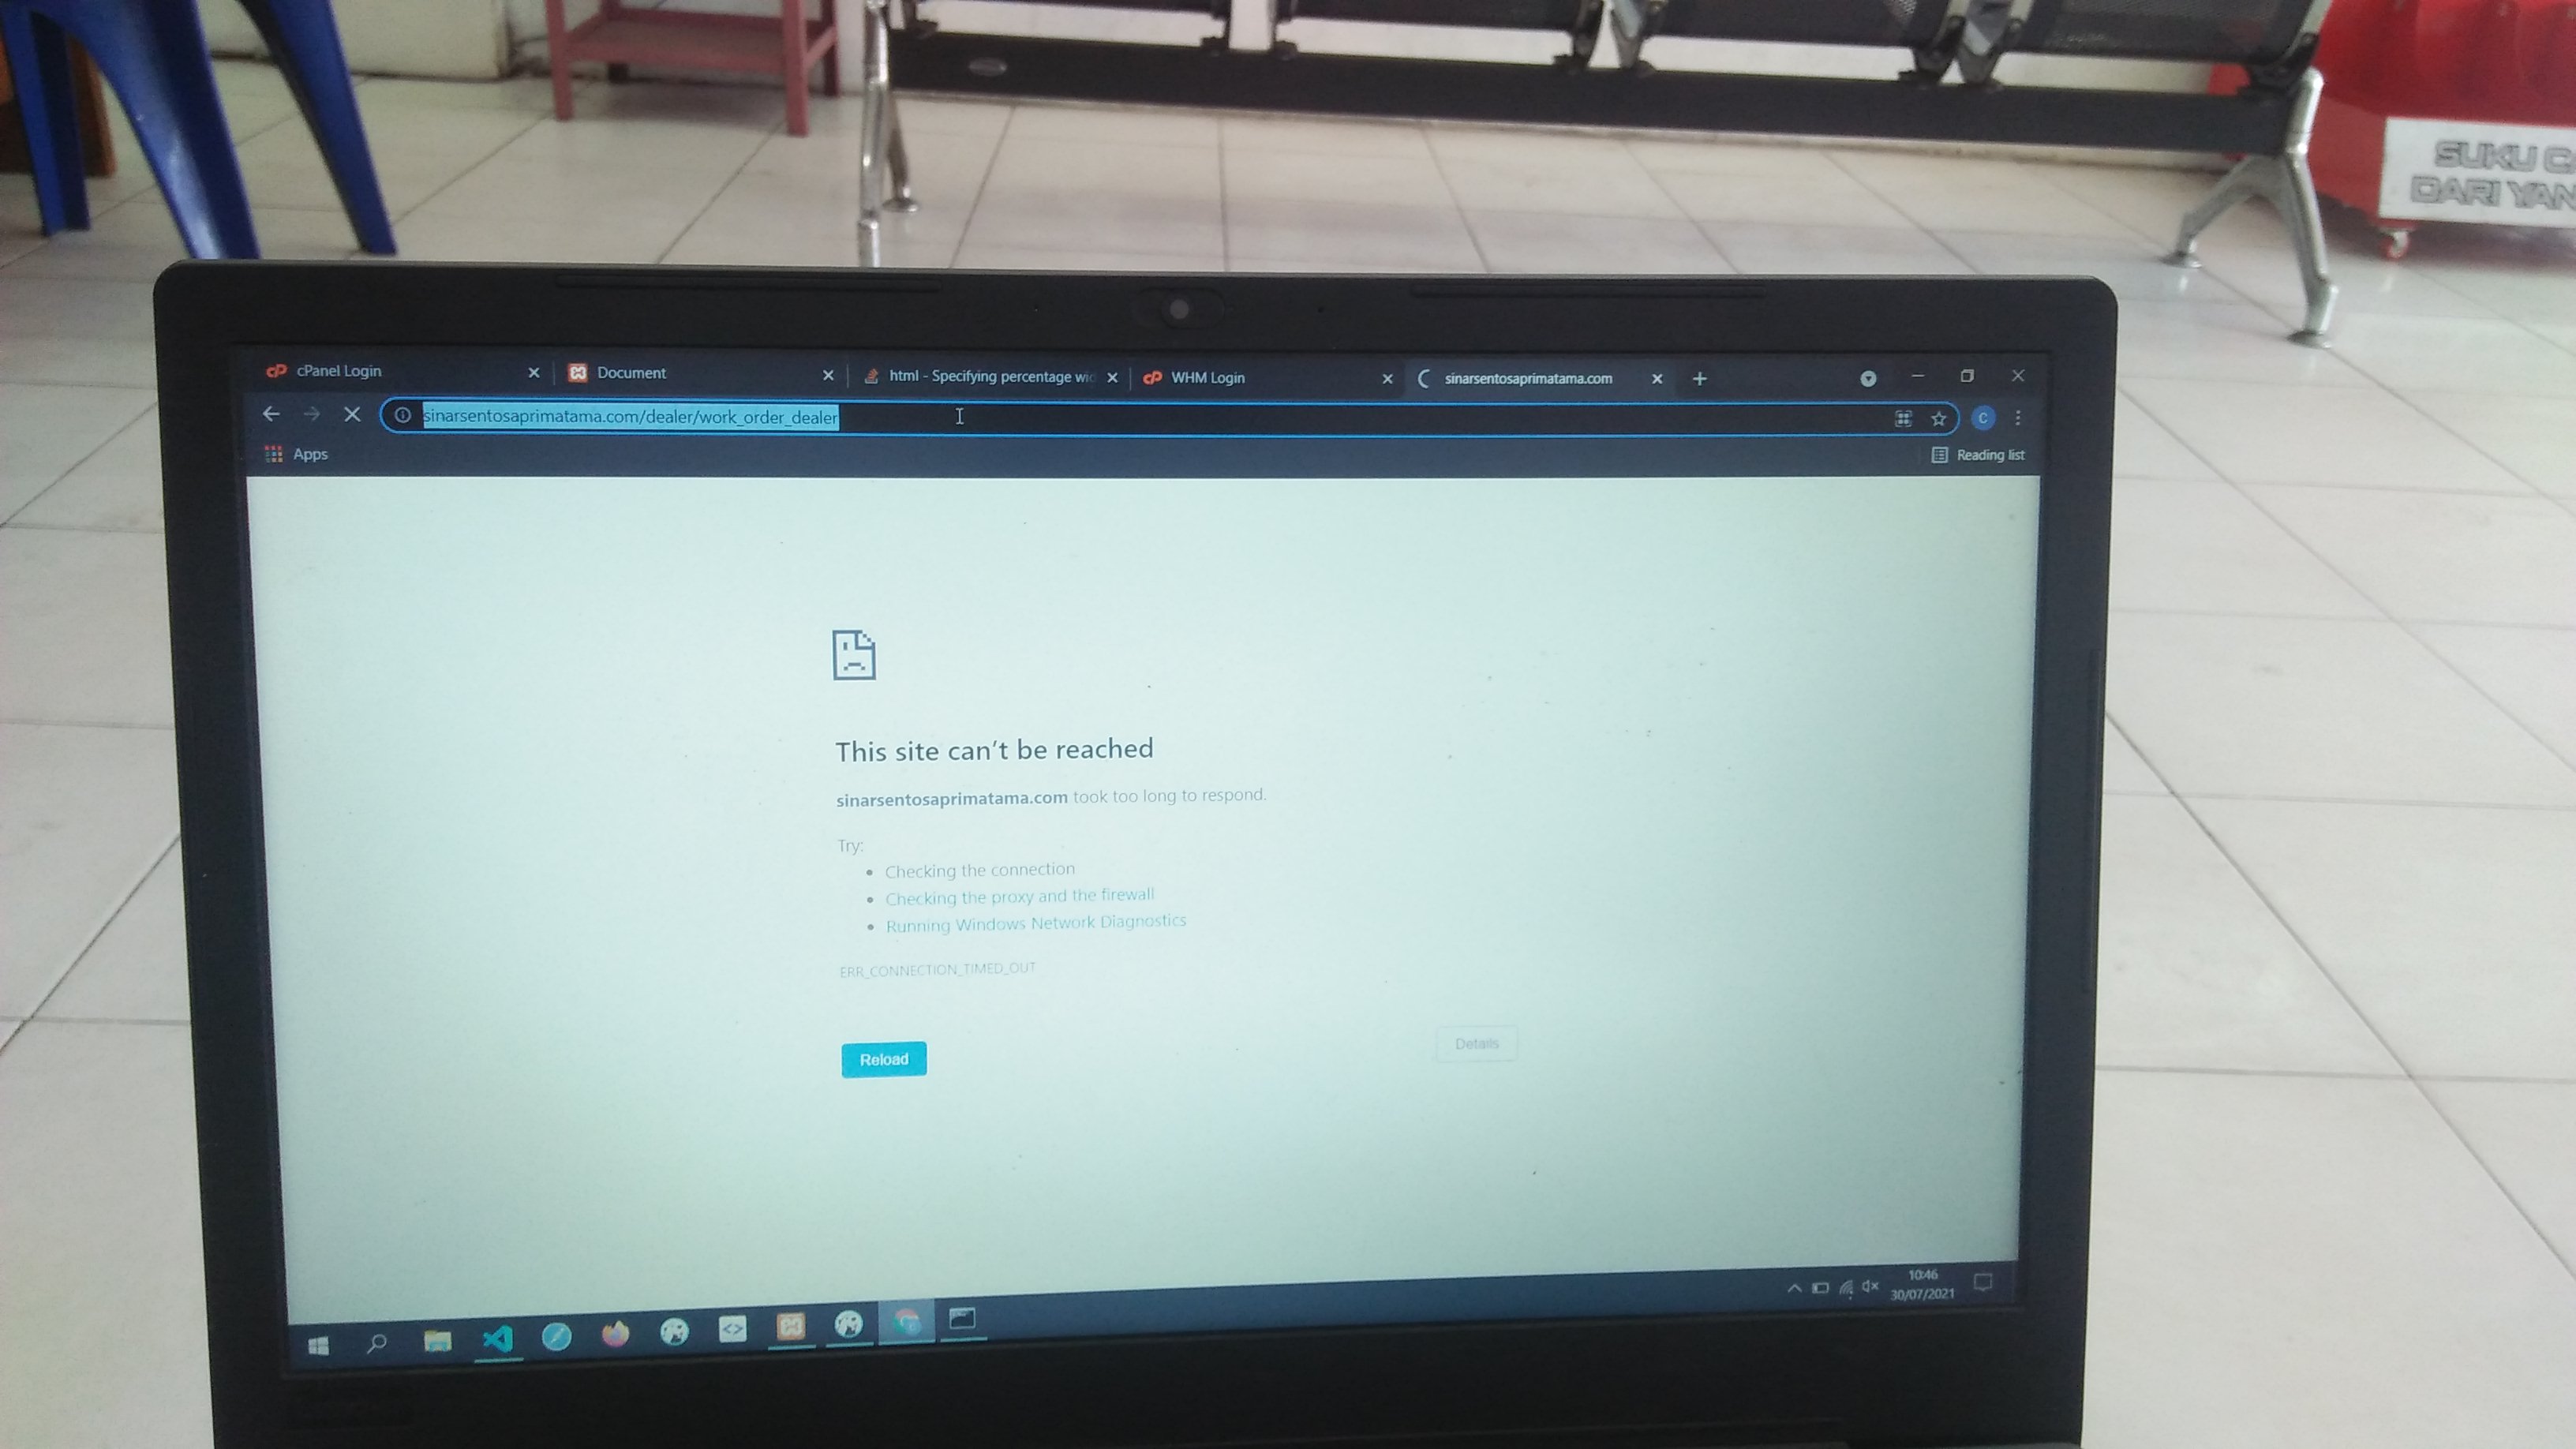 SUKU
DARI YAN
cPanel Login
Document
html - Specifying percentage wi
WHM Login
sinarsentosaprimatama.com
sinarsentosaprimatama.com/dealer/work_order_dealer
C
Apps
Reading list
This site can't be reached
sinarsentosaprimatama.com took too long to respond.
Try:
• Checking the connection
• Checking the proxy and the firewall
• Running Windows Network Diagnostics
ERR_CONNECTION_TIMED_OUT
Reload
Details
10:46
30/07/2021